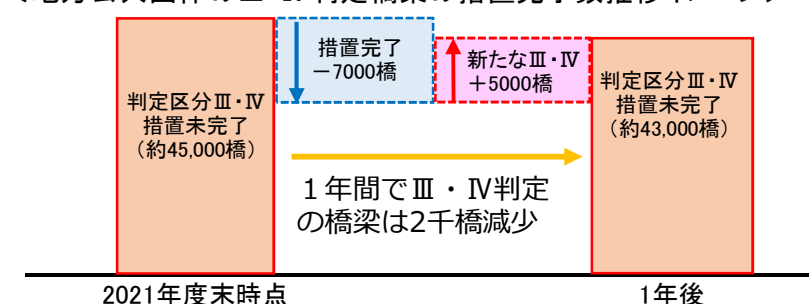 措置完了
－7000橋
新たなⅢ・Ⅳ
＋5000橋
判定区分Ⅲ・Ⅳ
措置未完了
（約45,000橋）
判定区分Ⅲ・Ⅳ
措置未完了
（約43,000橋）
１年間でⅢ・Ⅳ判定
の橋梁は2千橋減少
2021年度末時点
1年後